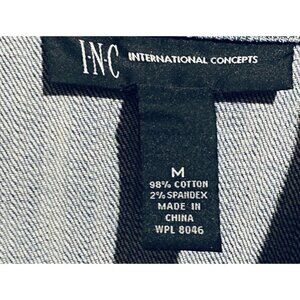 I·N·C INTERNATIONAL CONCEPTS
M
98% COTTON
2% SPANDEX
MADE IN
CHINA
WPL 8046